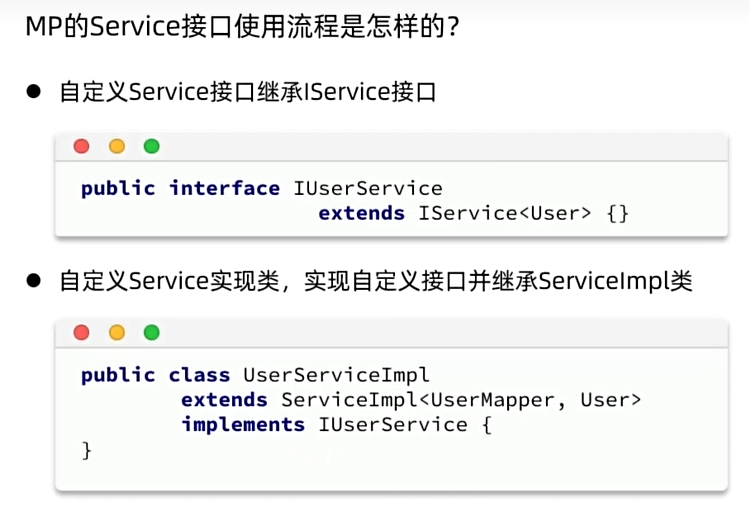 MP的Service接口使用流程是怎样的?
● 自定义Service接口继承IService接口
public interface IUserService
extends IService<User> {}
● 自定义Service实现类，实现自定义接口并继承ServiceImpl类
public class UserServiceImpl
extends ServiceImpl<UserMapper, User>
implements IUserService {
}